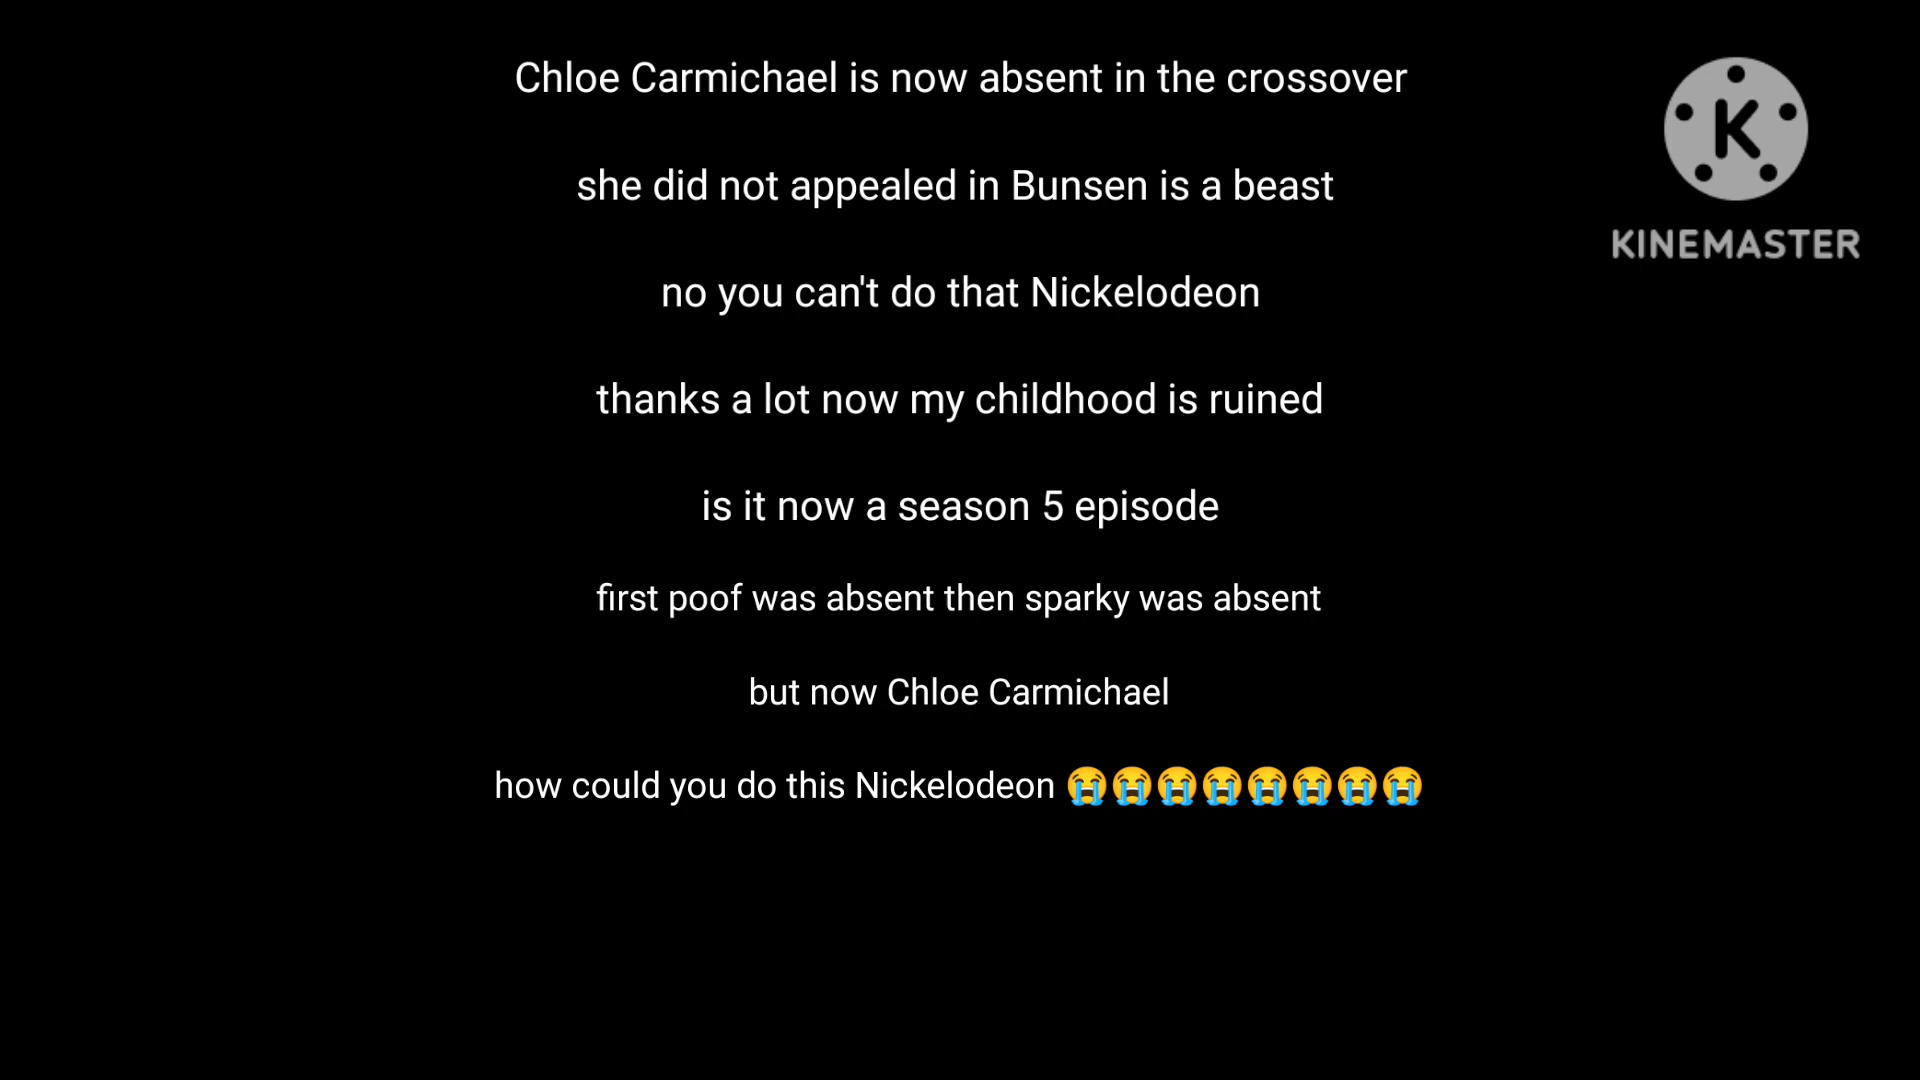 Chloe Carmichael is now absent in the crossover
K
KINEMASTER
she did not appealed in Bunsen is a beast
no you can't do that Nickelodeon
thanks a lot now my childhood is ruined
is it now a season 5 episode
first poof was absent then sparky was absent
but now Chloe Carmichael
how could you do this Nickelodeon 😭😭😭😭😭😭😭😭